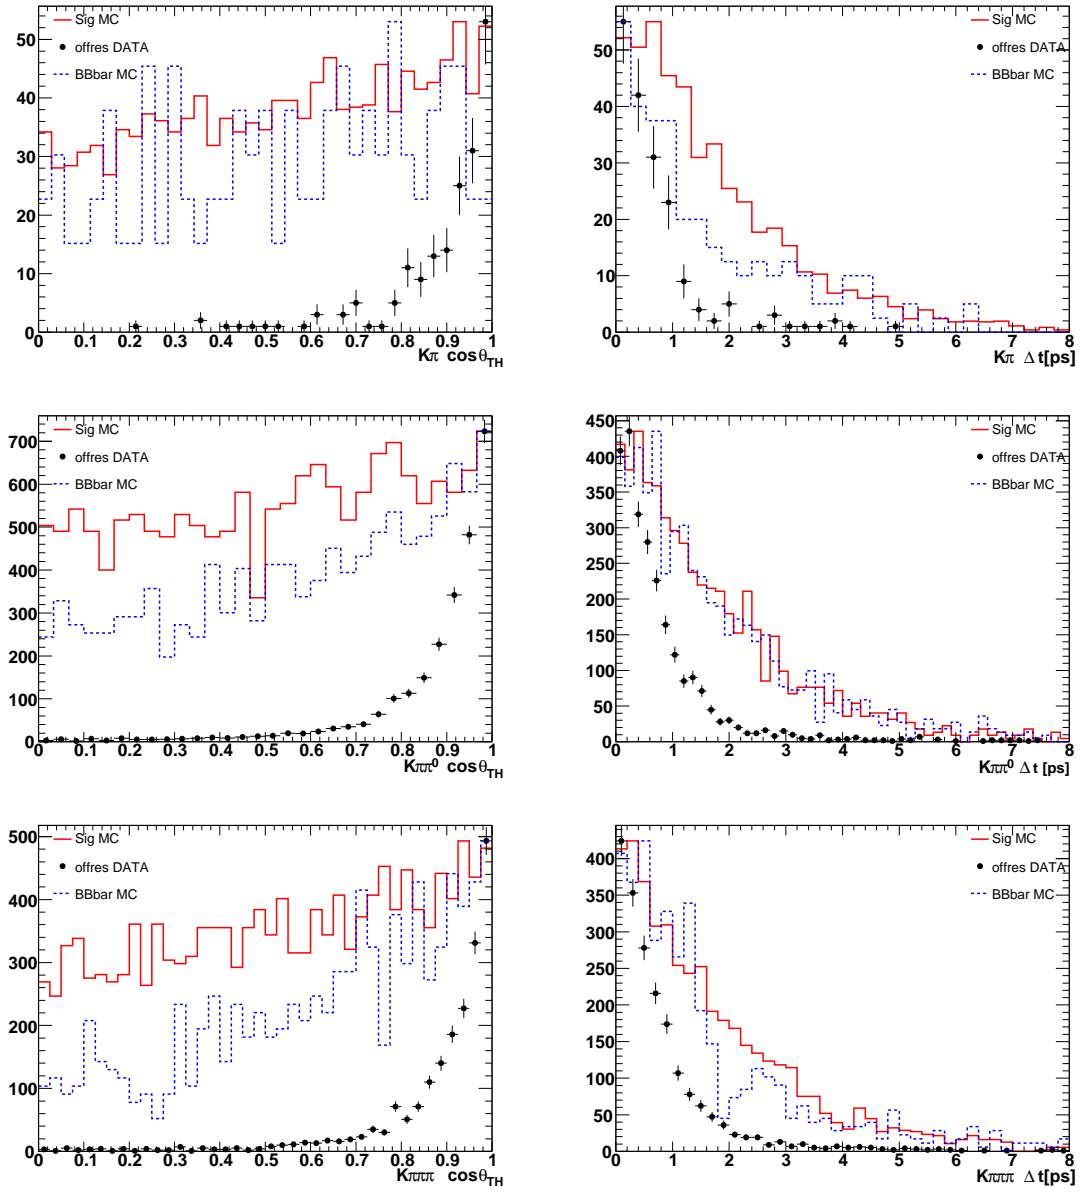 Sig MC
offres DATA
BBbar MC
50
40
30
20
10
0
0 0.1 0.2 0.3 0.4 0.5 0.6 0.7 0.8 0.9 1
Kπ cosθTH
Sig MC
offres DATA
BBbar MC
50
40
30
20
10
0
0 1 2 3 4 5 6 7 8
Kπ Δt[ps]
Sig MC
offres DATA
BBbar MC
700
600
500
400
300
200
100
0
0 0.1 0.2 0.3 0.4 0.5 0.6 0.7 0.8 0.9 1
Kππ⁰ cosθTH
Sig MC
offres DATA
BBbar MC
450
400
350
300
250
200
150
100
50
0
0 1 2 3 4 5 6 7 8
Kππ⁰ Δt [ps]
Sig MC
offres DATA
BBbar MC
500
400
300
200
100
0
0 0.1 0.2 0.3 0.4 0.5 0.6 0.7 0.8 0.9 1
Kπππ cosθTH
Sig MC
offres DATA
BBbar MC
400
350
300
250
200
150
100
50
0
0 1 2 3 4 5 6 7 8
Kπππ Δt[ps]